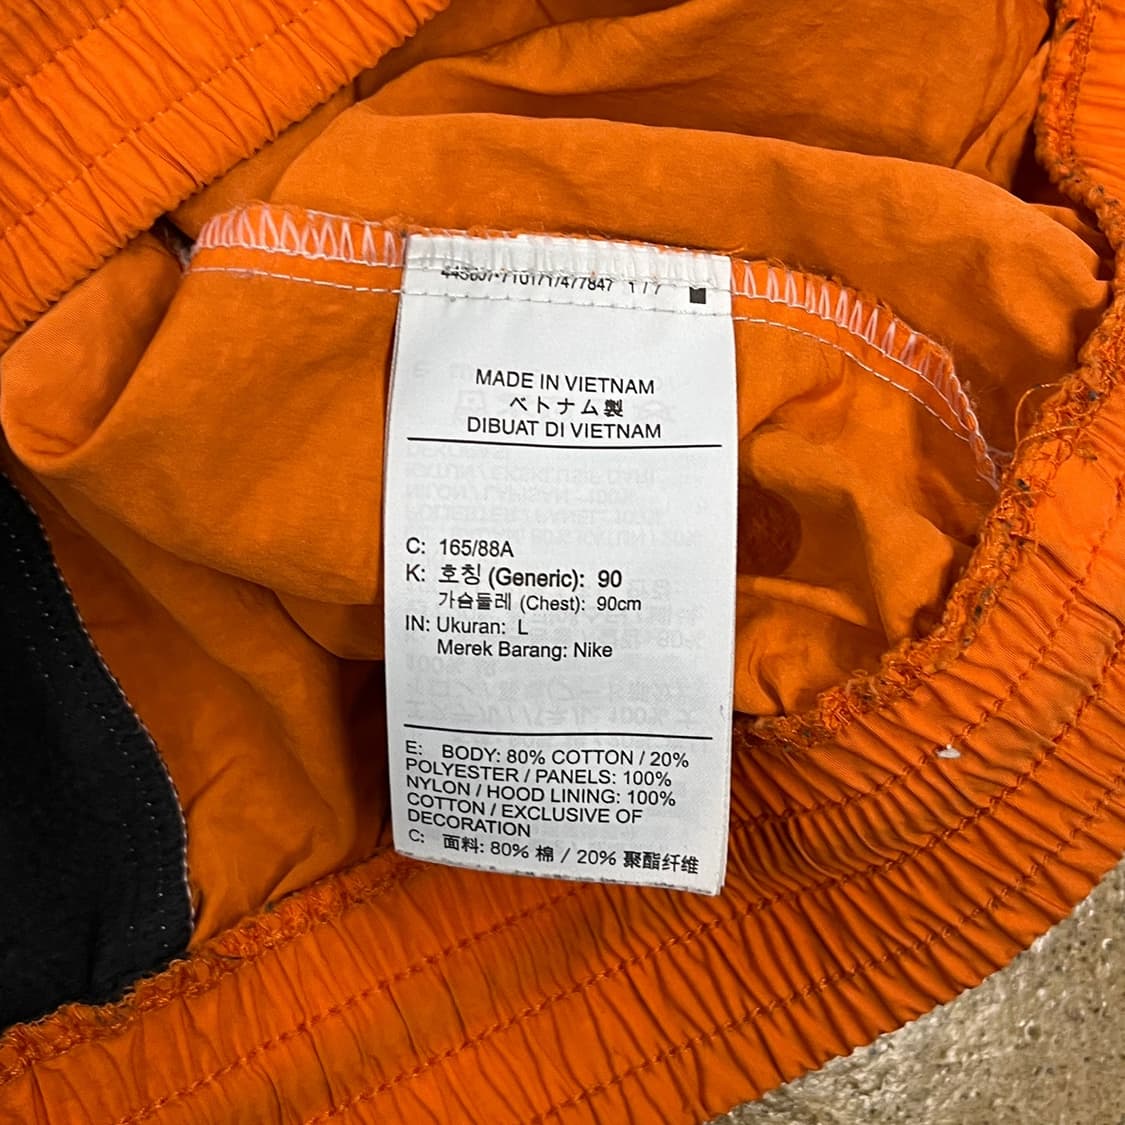 1/7
MADE IN VIETNAM
ベトナム製
DIBUAT DI VIETNAM
C: 165/88A
K: 호칭 (Generic): 90
가슴둘레 (Chest): 90cm
IN: Ukuran: L
Merek Barang: Nike
E: BODY: 80% COTTON / 20%
POLYESTER / PANELS: 100%
NYLON / HOOD LINING: 100%
COTTON / EXCLUSIVE OF
DECORATION
C: 面料: 80% 棉 / 20% 聚酯纤维